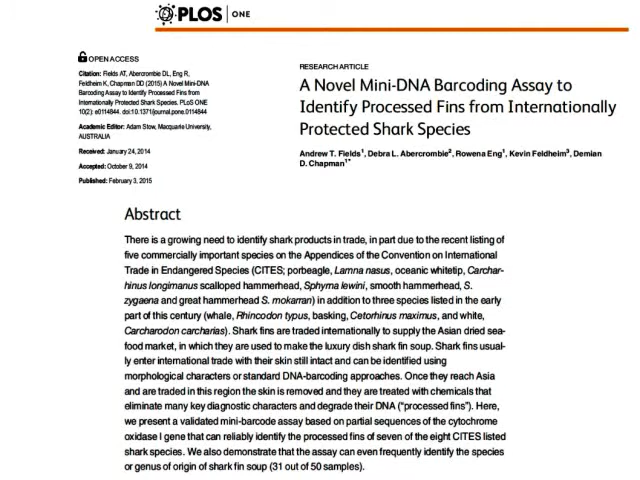 PLOS ONE
OPEN ACCESS
Citation: Fields AT, Abercrombie DL, Eng R,
Feldheim K, Chapman DD (2015) A Novel Mini-DNA
Barcoding Assay to Identify Processed Fins from
Internationally Protected Shark Species. PLoS ONE
10(2): e0114844. doi:10.1371/journal.pone.0114844
Academic Editor: Adam Stow, Macquarie University,
AUSTRALIA
Received: January 24, 2014
Accepted: October 9, 2014
Published: February 3, 2015
RESEARCH ARTICLE
A Novel Mini-DNA Barcoding Assay to
Identify Processed Fins from Internationally
Protected Shark Species
Andrew T. Fields1, Debra L. Abercrombie2, Rowena Eng1, Kevin Feldheim3, Demian
D. Chapman1*
Abstract
There is a growing need to identify shark products in trade, in part due to the recent listing of
five commercially important species on the Appendices of the Convention on International
Trade in Endangered Species (CITES; porbeagle, Lamna nasus, oceanic whitetip, Carchar-
hinus longimanus scalloped hammerhead, Sphyrna lewini, smooth hammerhead, S.
zygaena and great hammerhead S. mokarran) in addition to three species listed in the early
part of this century (whale, Rhincodon typus, basking, Cetorhinus maximus, and white,
Carcharodon carcharias). Shark fins are traded internationally to supply the Asian dried sea-
food market, in which they are used to make the luxury dish shark fin soup. Shark fins usual-
ly enter international trade with their skin still intact and can be identified using
morphological characters or standard DNA-barcoding approaches. Once they reach Asia
and are traded in this region the skin is removed and they are treated with chemicals that
eliminate many key diagnostic characters and degrade their DNA ("processed fins"). Here,
we present a validated mini-barcode assay based on partial sequences of the cytochrome
oxidase I gene that can reliably identify the processed fins of seven of the eight CITES listed
shark species. We also demonstrate that the assay can even frequently identify the species
or genus of origin of shark fin soup (31 out of 50 samples).